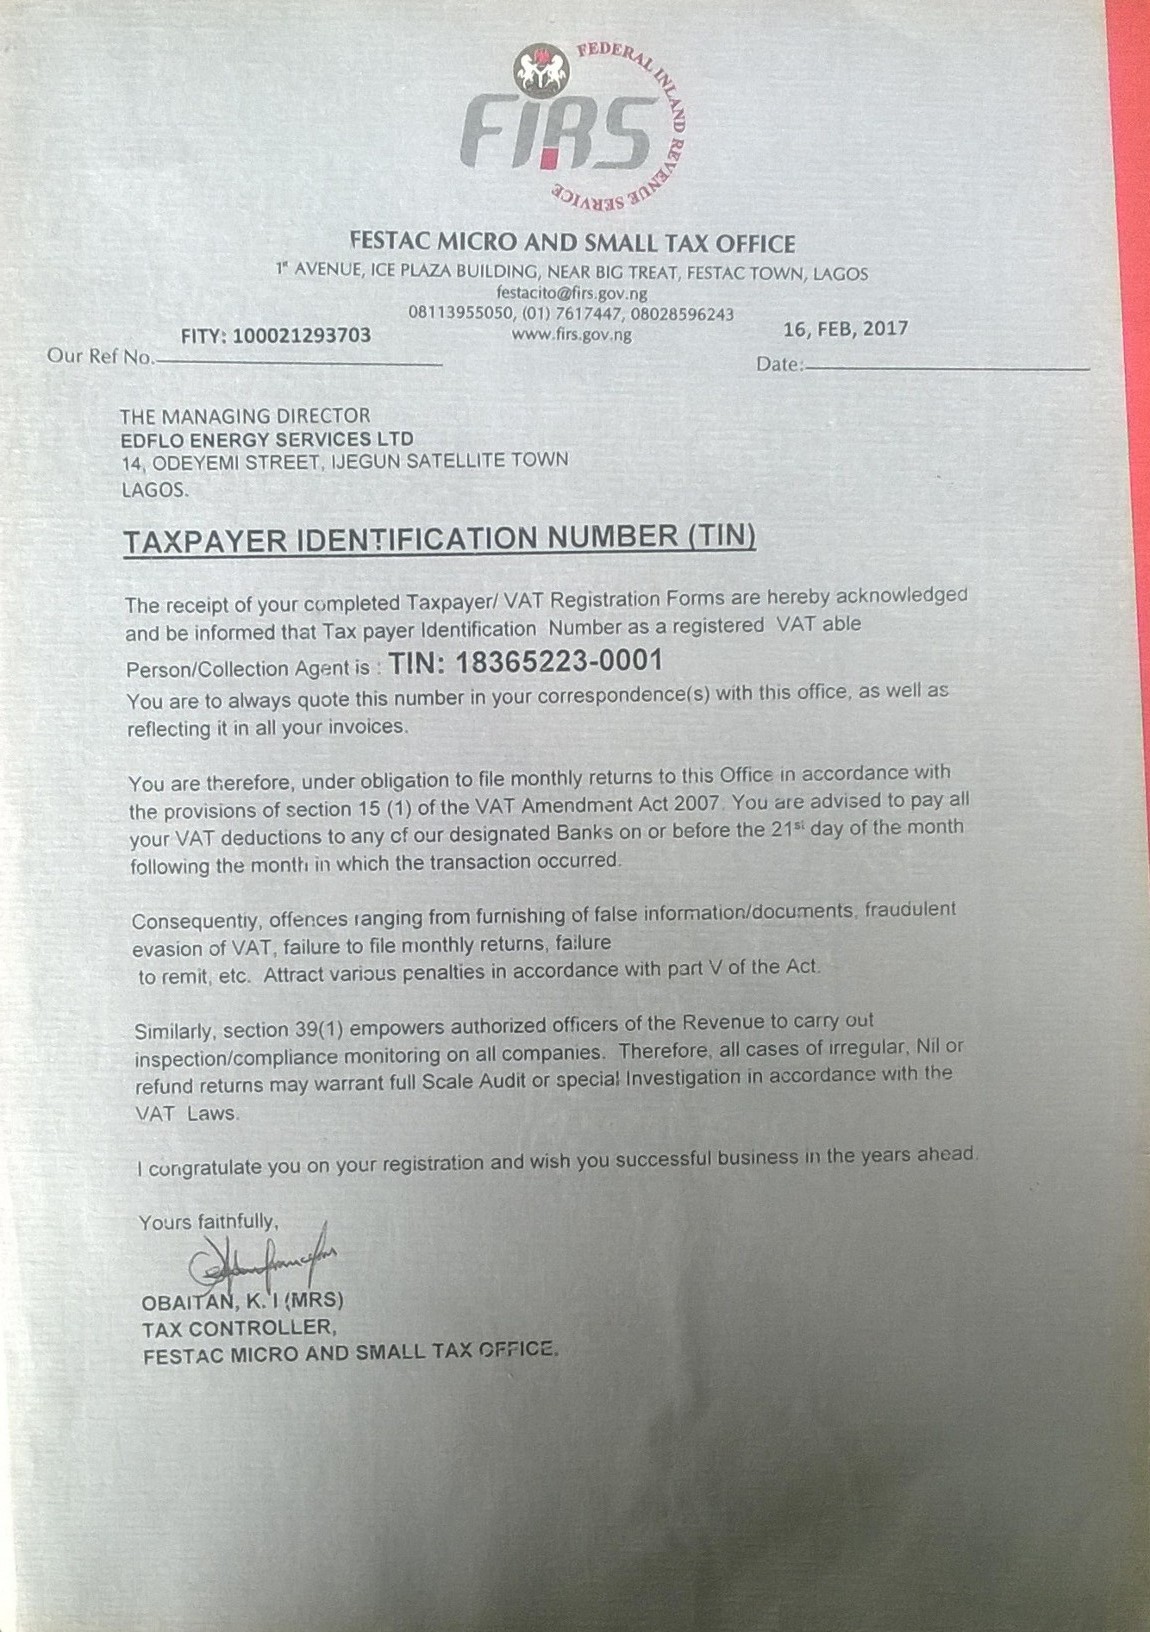 FEDERAL INLAND REVENUE SERVICE
FIRS
FESTAC MICRO AND SMALL TAX OFFICE
1st AVENUE, ICE PLAZA BUILDING, NEAR BIG TREAT, FESTAC TOWN, LAGOS
festacito@firs.gov.ng
08113955050, (01) 7617447, 08028596243
www.firs.gov.ng
FITY: 100021293703
Our Ref No.
16, FEB, 2017
Date:
THE MANAGING DIRECTOR
EDFLO ENERGY SERVICES LTD
14, ODEYEMI STREET, IJEGUN SATELLITE TOWN
LAGOS.
TAXPAYER IDENTIFICATION NUMBER (TIN)
The receipt of your completed Taxpayer/ VAT Registration Forms are hereby acknowledged
and be informed that Tax payer Identification Number as a registered VAT able
Person/Collection Agent is : TIN: 18365223-0001
You are to always quote this number in your correspondence(s) with this office, as well as
reflecting it in all your invoices.
You are therefore, under obligation to file monthly returns to this Office in accordance with
the provisions of section 15 (1) of the VAT Amendment Act 2007. You are advised to pay all
your VAT deductions to any of our designated Banks on or before the 21st day of the month
following the month in which the transaction occurred.
Consequently, offences ranging from furnishing of false information/documents, fraudulent
evasion of VAT, failure to file monthly returns, failure
to remit, etc. Attract various penalties in accordance with part V of the Act.
Similarly, section 39(1) empowers authorized officers of the Revenue to carry out
inspection/compliance monitoring on all companies. Therefore, all cases of irregular, Nil or
refund returns may warrant full Scale Audit or special Investigation in accordance with the
VAT Laws.
I congratulate you on your registration and wish you successful business in the years ahead.
Yours faithfully,
OBAITAN, K. I (MRS)
TAX CONTROLLER,
FESTAC MICRO AND SMALL TAX OFFICE.